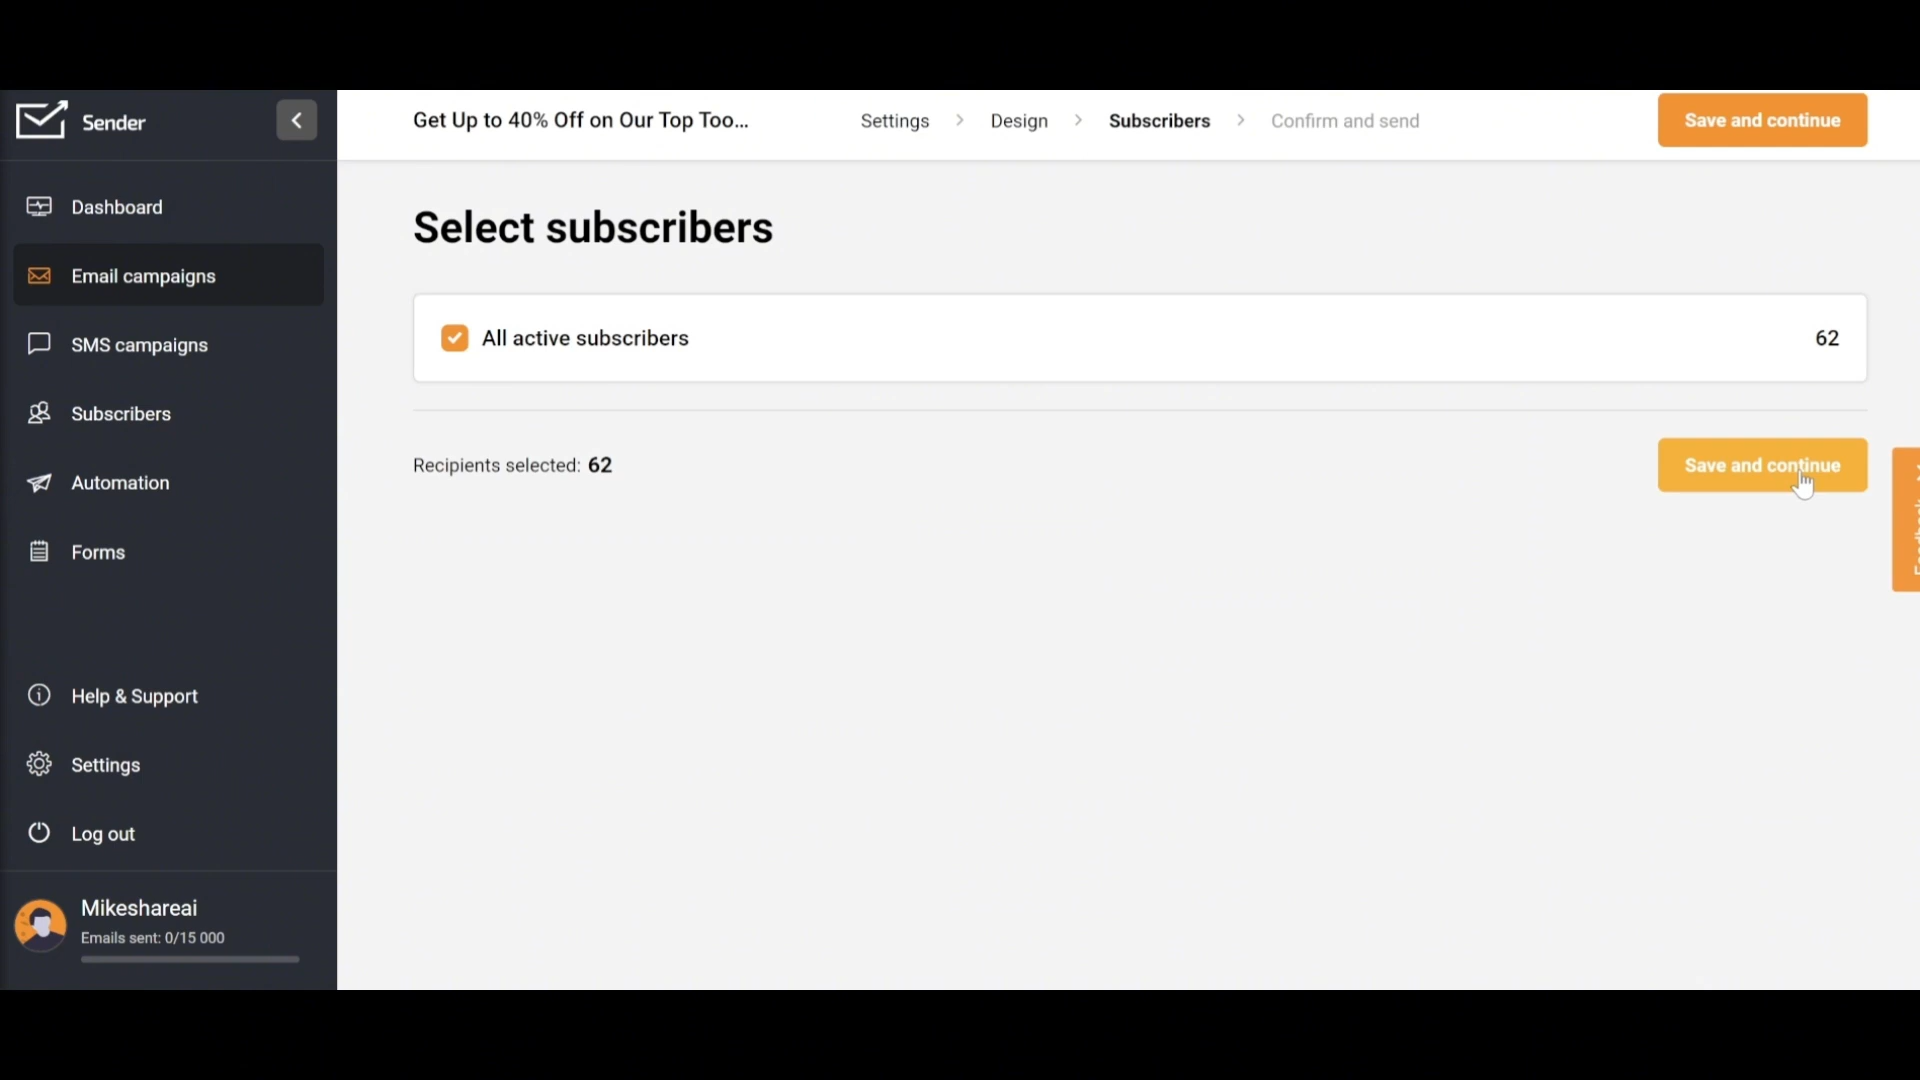 Sender
Get Up to 40% Off on Our Top Too...
Settings
Design
Subscribers
Confirm and send
Save and continue
Dashboard
Email campaigns
SMS campaigns
Subscribers
Automation
Forms
Help & Support
Settings
Log out
Mikeshareai
Emails sent: 0/15 000
Select subscribers
All active subscribers
62
Recipients selected: 62
Save and continue